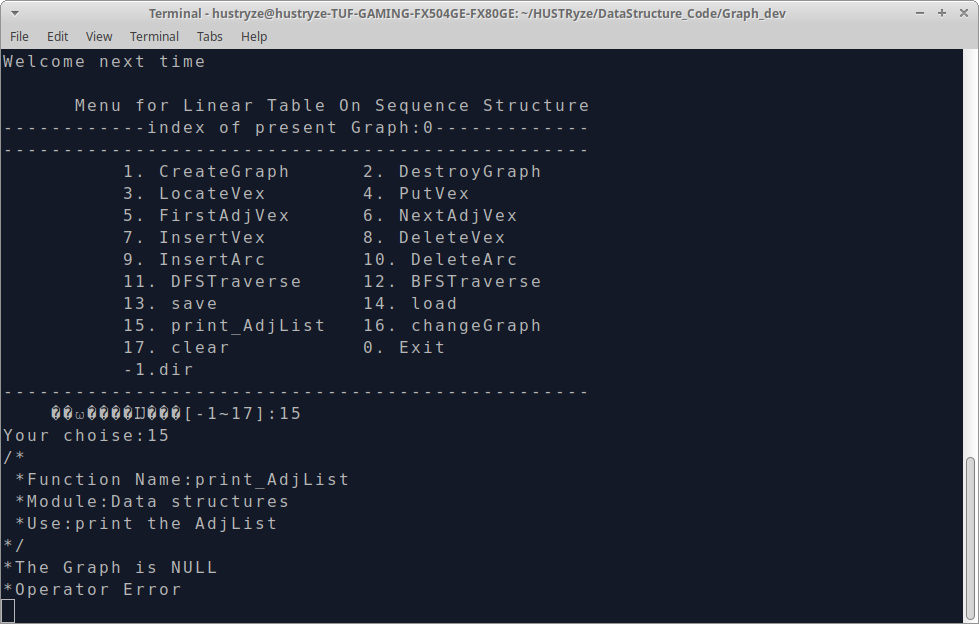 Terminal - hustryze@hustryze-TUF-GAMING-FX504GE-FX80GE: ~/HUSTRyze/DataStructure_Code/Graph_dev
File Edit View Terminal Tabs Help
Welcome next time
Menu for Linear Table On Sequence Structure
------------index of present Graph:0-------------
-------------------------------------------------
1. CreateGraph 2. DestroyGraph
3. LocateVex 4. PutVex
5. FirstAdjVex 6. NextAdjVex
7. InsertVex 8. DeleteVex
9. InsertArc 10. DeleteArc
11. DFSTraverse 12. BFSTraverse
13. save 14. load
15. print_AdjList 16. changeGraph
17. clear 0. Exit
-1.dir
-------------------------------------------------
[-1~17]:15
Your choise:15
/*
*Function Name:print_AdjList
*Module:Data structures
*Use:print the AdjList
*/
*The Graph is NULL
*Operator Error